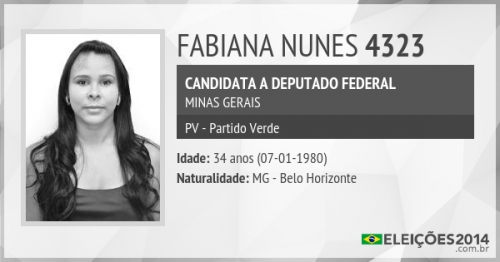 FABIANA NUNES 4323
CANDIDATA A DEPUTADO FEDERAL
MINAS GERAIS
PV - Partido Verde
Idade: 34 anos (07-01-1980)
Naturalidade: MG - Belo Horizonte
ELEIÇÕES2014
.com.br